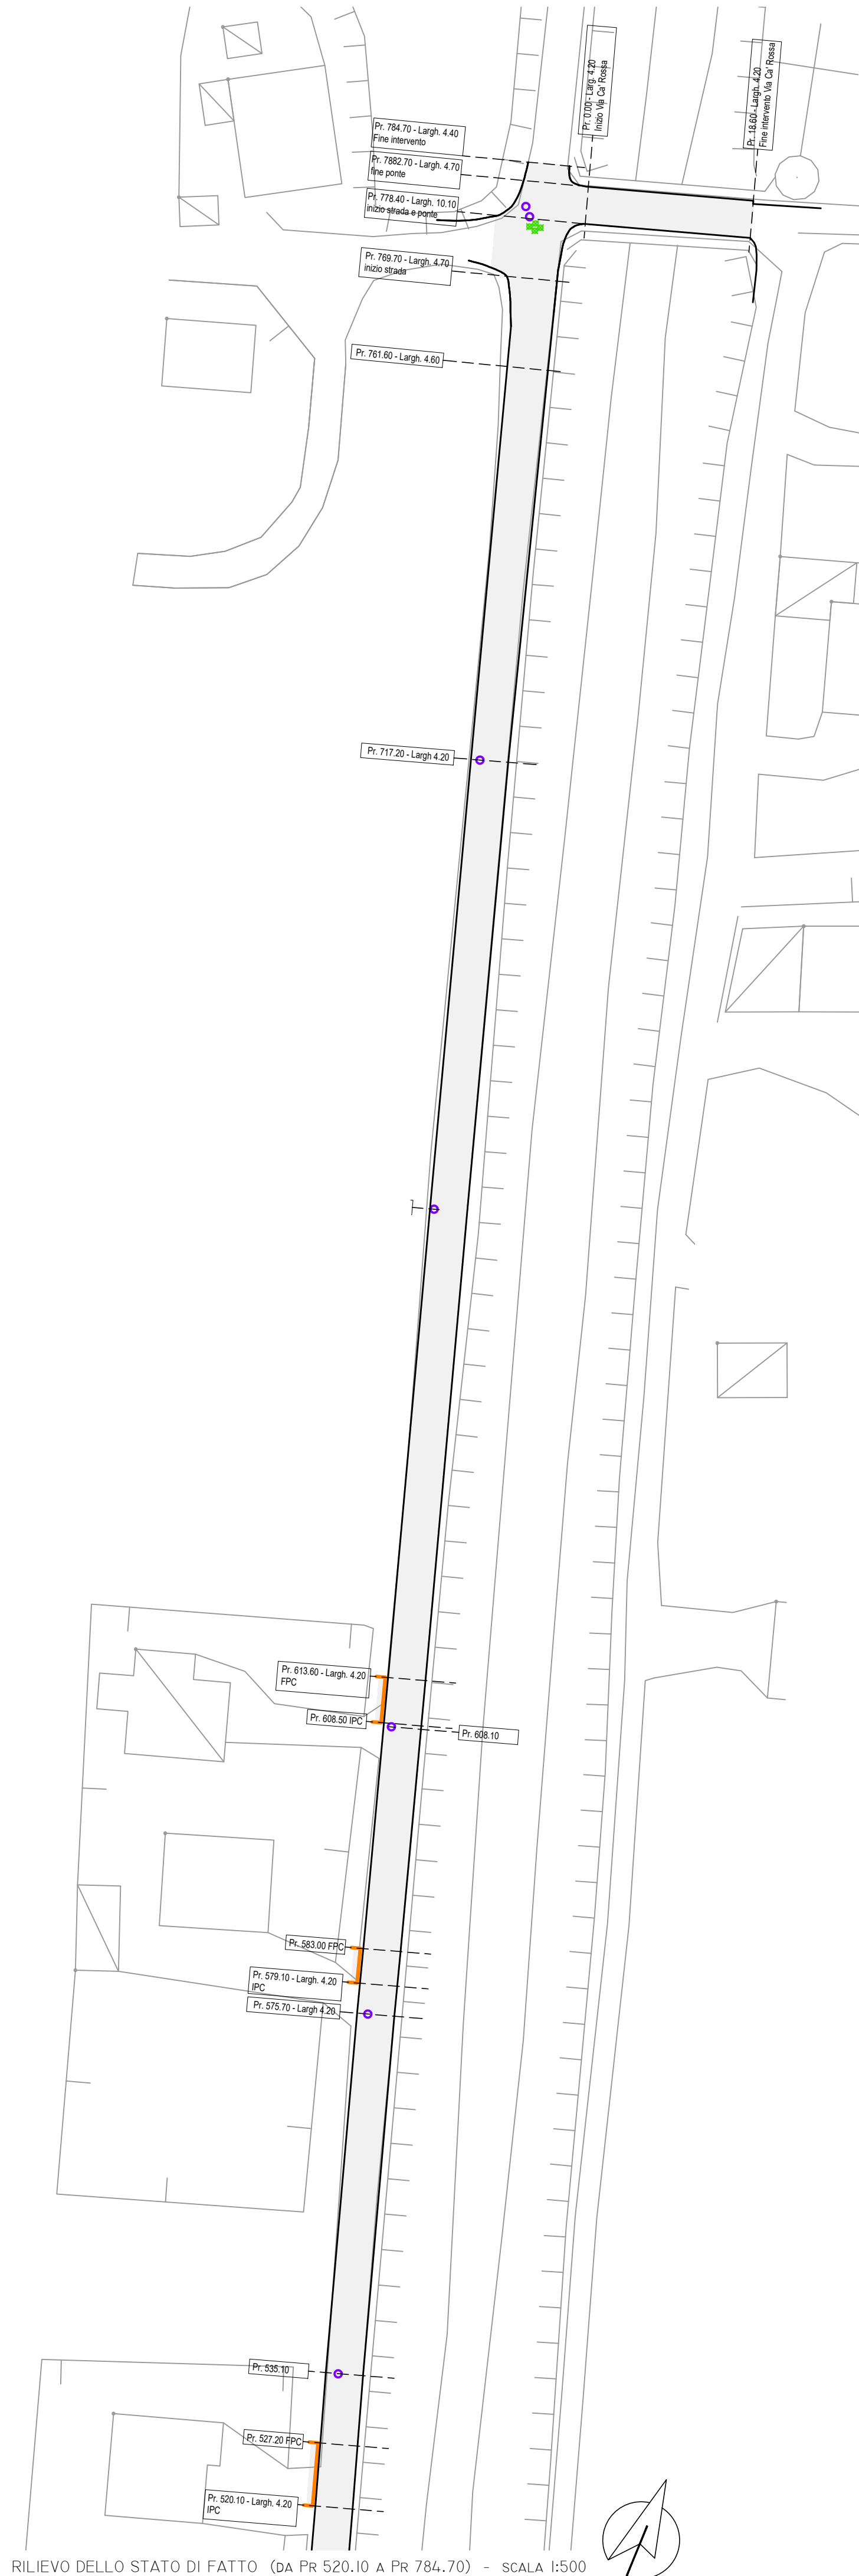 Pr. 0.00 - Larg. 4.20
Inizio Via Ca' Rossa
Pr. 18.60 - Largh. 4.20
Fine intervento Via Ca' Rossa
Pr. 784.70 - Largh. 4.40
Fine intervento
Pr. 7882.70 - Largh. 4.70
fine ponte
Pr. 778.40 - Largh. 10.10
inizio strada e ponte
Pr. 769.70 - Largh. 4.70
inizio strada
Pr. 761.60 - Largh. 4.60
Pr. 717.20 - Largh 4.20
Pr. 613.60 - Largh. 4.20
FPC
Pr. 608.50 IPC
Pr. 608.10
Pr. 583.00 FPC
Pr. 579.10 - Largh. 4.20
IPC
Pr. 575.70 - Largh 4.20
Pr. 535.10
Pr. 527.20 FPC
Pr. 520.10 - Largh. 4.20
IPC
RILIEVO DELLO STATO DI FATTO (DA PR 520.10 A PR 784.70) - SCALA 1:500